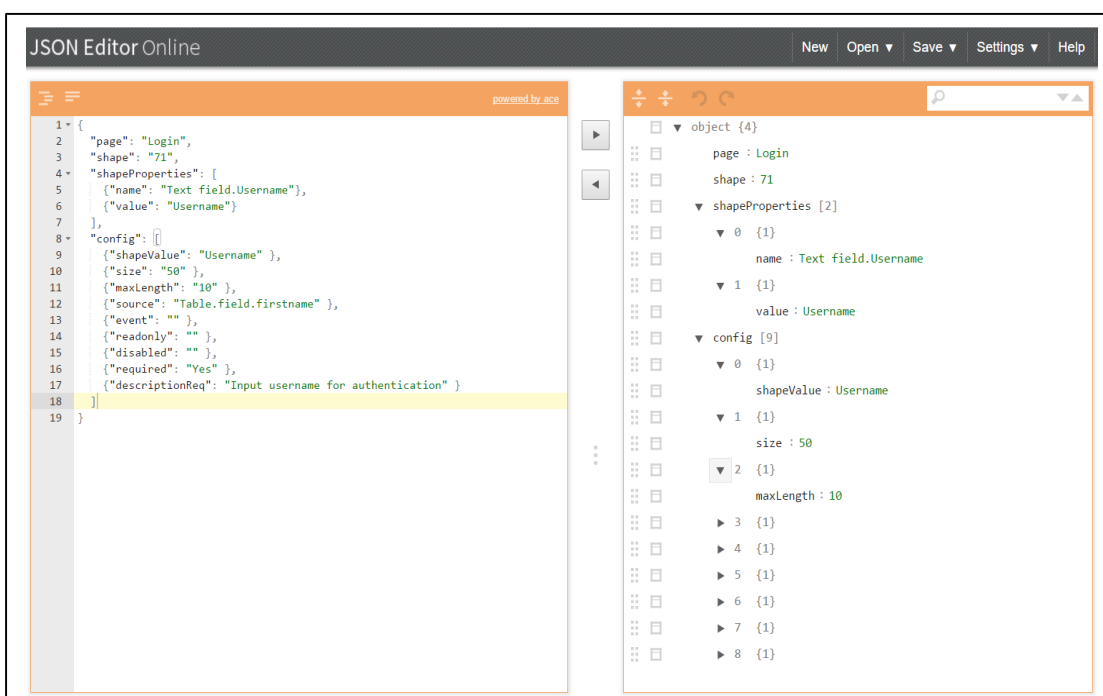 JSON Editor Online
New Open ▼ Save ▼ Settings ▼ Help
powered by ace
1 {
2 "page": "Login",
3 "shape": "71",
4 "shapeProperties": [
5 {"name": "Text field.Username"},
6 {"value": "Username"}
7 ],
8 "config": [
9 {"shapeValue": "Username" },
10 {"size": "50" },
11 {"maxLength": "10" },
12 {"source": "Table.field.firstname" },
13 {"event": "" },
14 {"readonly": "" },
15 {"disabled": "" },
16 {"required": "Yes" },
17 {"descriptionReq": "Input username for authentication" }
18 ]
19 }
▼ object {4}
page : Login
shape : 71
▼ shapeProperties [2]
▼ 0 {1}
name : Text field.Username
▼ 1 {1}
value : Username
▼ config [9]
▼ 0 {1}
shapeValue : Username
▼ 1 {1}
size : 50
▼ 2 {1}
maxLength : 10
► 3 {1}
► 4 {1}
► 5 {1}
► 6 {1}
► 7 {1}
► 8 {1}